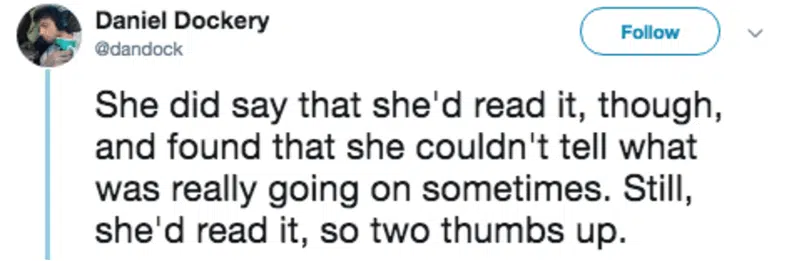 Daniel Dockery
@dandock
Follow
She did say that she'd read it, though,
and found that she couldn't tell what
was really going on sometimes. Still,
she'd read it, so two thumbs up.